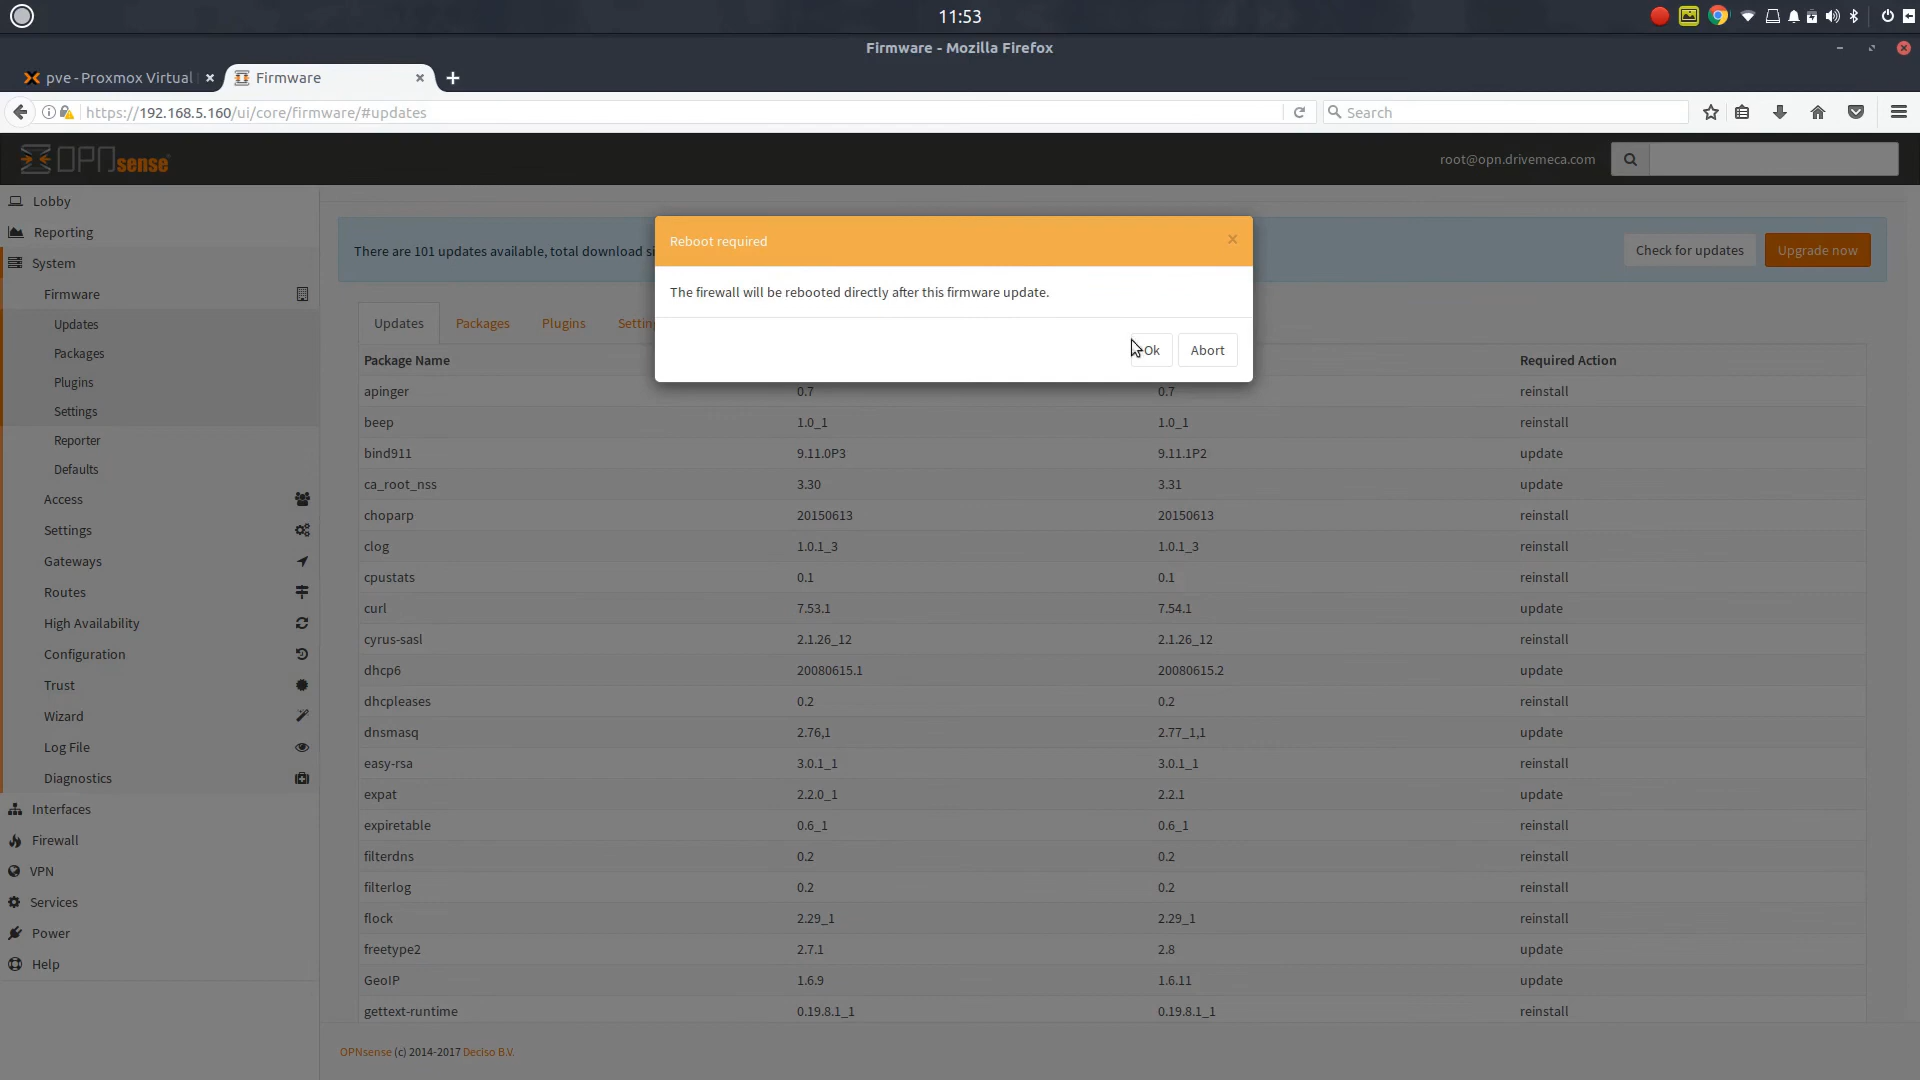 11:53
Firmware - Mozilla Firefox
pve - Proxmox Virtual
Firmware
https://192.168.5.160/ui/core/firmware/#updates
Search
OPNsense
root@opn.drivemeca.com
Lobby
Reporting
System
Firmware
Updates
Packages
Plugins
Settings
Reporter
Defaults
Access
Settings
Gateways
Routes
High Availability
Configuration
Trust
Wizard
Log File
Diagnostics
Interfaces
Firewall
VPN
Services
Power
Help
There are 101 updates available, total download
Check for updates
Upgrade now
Reboot required
×
The firewall will be rebooted directly after this firmware update.
Ok
Abort
Updates
Packages
Plugins
Package Name
Required Action
apinger 0.7 0.7 reinstall
beep 1.0_1 1.0_1 reinstall
bind911 9.11.0P3 9.11.1P2 update
ca_root_nss 3.30 3.31 update
choparp 20150613 20150613 reinstall
clog 1.0.1_3 1.0.1_3 reinstall
cpustats 0.1 0.1 reinstall
curl 7.53.1 7.54.1 update
cyrus-sasl 2.1.26_12 2.1.26_12 reinstall
dhcp6 20080615.1 20080615.2 update
dhcpleases 0.2 0.2 reinstall
dnsmasq 2.76,1 2.77_1,1 update
easy-rsa 3.0.1_1 3.0.1_1 reinstall
expat 2.2.0_1 2.2.1 update
expiretable 0.6_1 0.6_1 reinstall
filterdns 0.2 0.2 reinstall
filterlog 0.2 0.2 reinstall
flock 2.29_1 2.29_1 reinstall
freetype2 2.7.1 2.8 update
GeoIP 1.6.9 1.6.11 update
gettext-runtime 0.19.8.1_1 0.19.8.1_1 reinstall
OPNsense (c) 2014-2017 Deciso B.V.